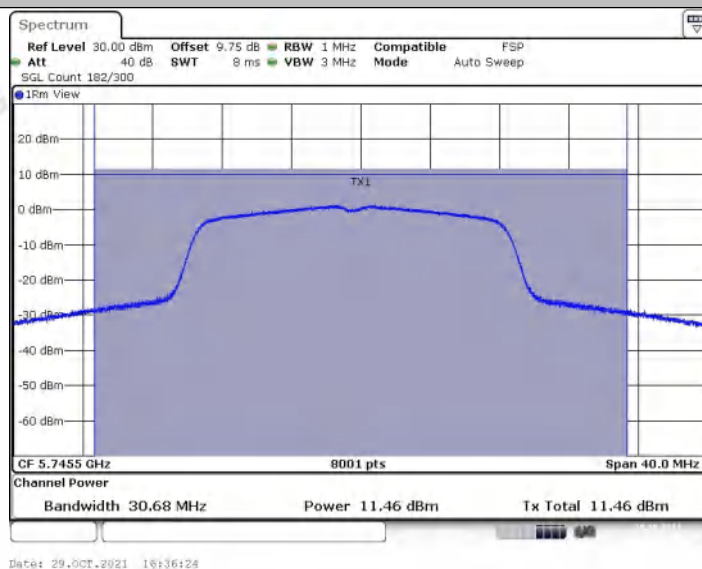 Spectrum
Ref Level 30.00 dBm Offset 9.75 dB RBW 1 MHz Compatible FSP
Att 40 dB SWT 8 ms VBW 3 MHz Mode Auto Sweep
SGL Count 182/300
1Rm View
20 dBm
10 dBm
TX1
0 dBm
-10 dBm
-20 dBm
-30 dBm
-40 dBm
-50 dBm
-60 dBm
CF 5.7455 GHz 8001 pts Span 40.0 MHz
Channel Power
Bandwidth 30.68 MHz Power 11.46 dBm Tx Total 11.46 dBm
Date: 29.OCT.2021 16:36:24